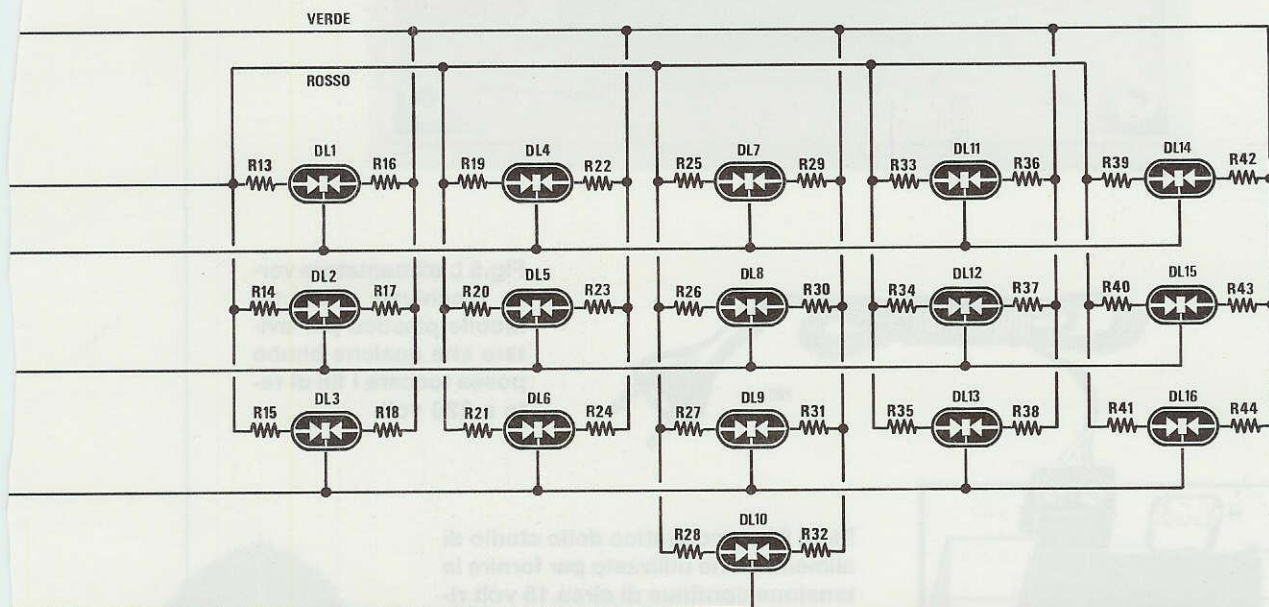 VERDE
ROSSO
DL1 DL4 DL7 DL11 DL14
R13 R16 R19 R22 R25 R29 R33 R36 R39 R42
DL2 DL5 DL8 DL12 DL15
R14 R17 R20 R23 R26 R30 R34 R37 R40 R43
DL3 DL6 DL9 DL13 DL16
R15 R18 R21 R24 R27 R31 R35 R38 R41 R44
DL10
R28 R32